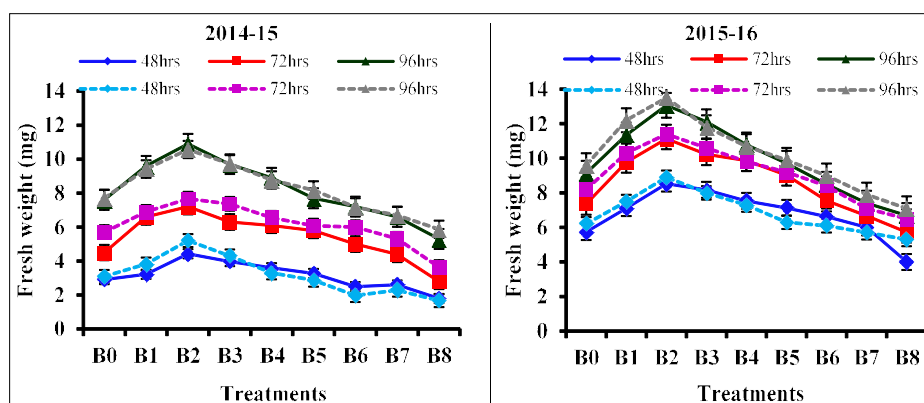 2014-15
48hrs 72hrs 96hrs
48hrs 72hrs 96hrs
Fresh weight (mg)
14
12
10
8
6
4
2
0
B0 B1 B2 B3 B4 B5 B6 B7 B8
Treatments
2015-16
48hrs 72hrs 96hrs
48hrs 72hrs 96hrs
Fresh weight (mg)
14
12
10
8
6
4
2
0
B0 B1 B2 B3 B4 B5 B6 B7 B8
Treatments